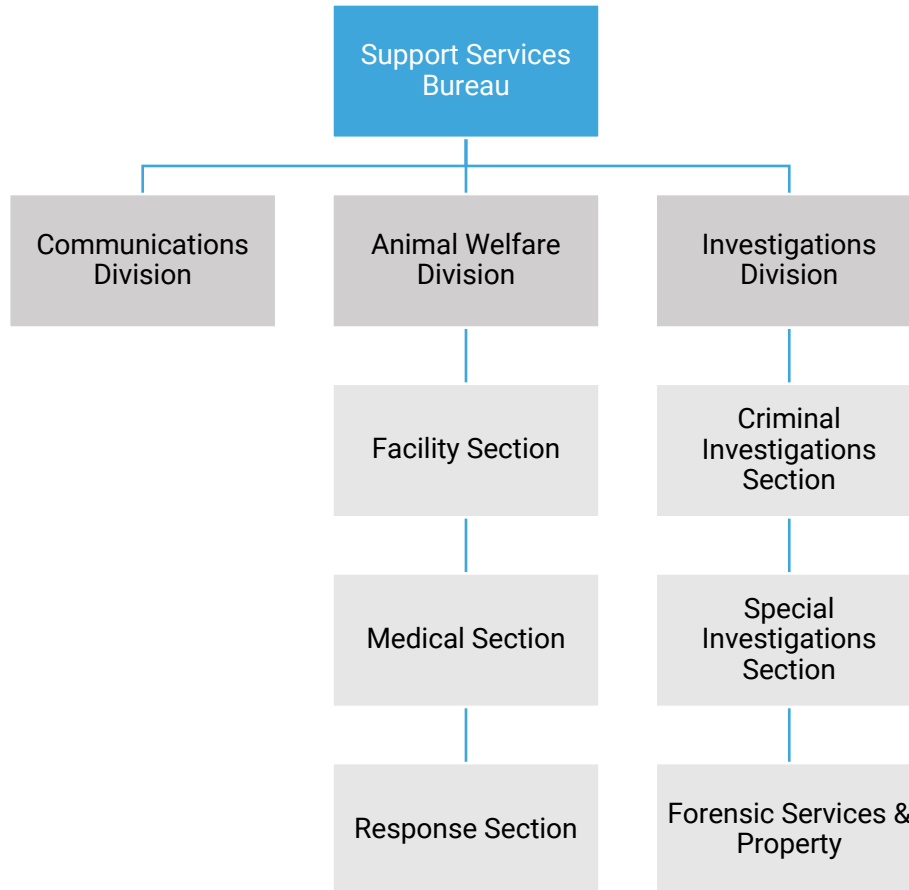 Support Services
Bureau
Communications
Division
Animal Welfare
Division
Investigations
Division
Facility Section
Criminal
Investigations
Section
Medical Section
Special
Investigations
Section
Response Section
Forensic Services &
Property